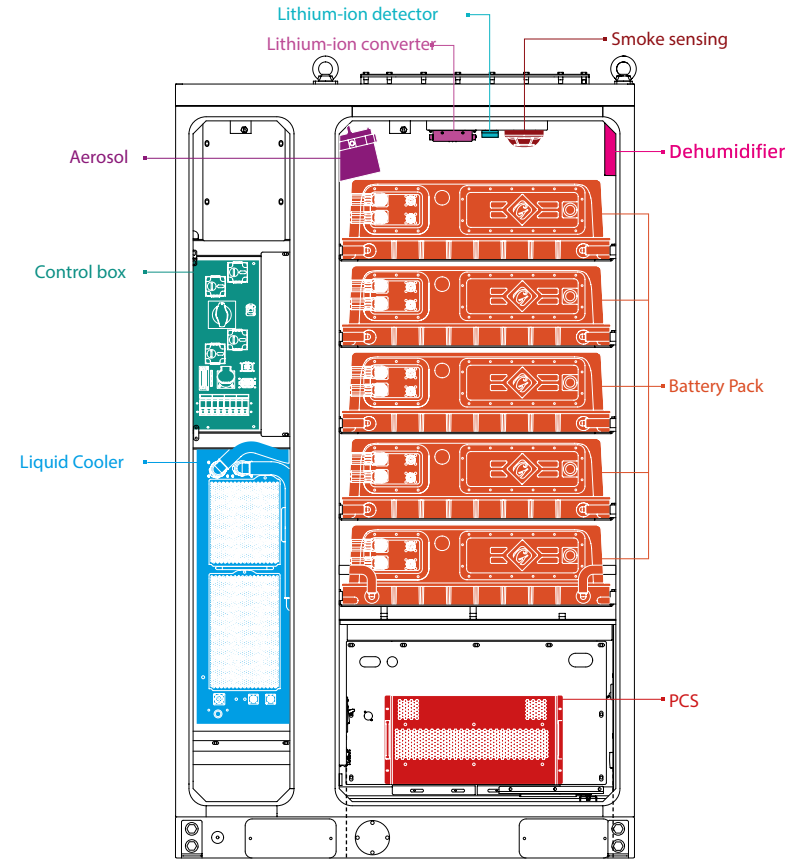 Lithium-ion detector
Lithium-ion converter
Smoke sensing
Aerosol
Dehumidifier
Control box
Battery Pack
Liquid Cooler
PCS